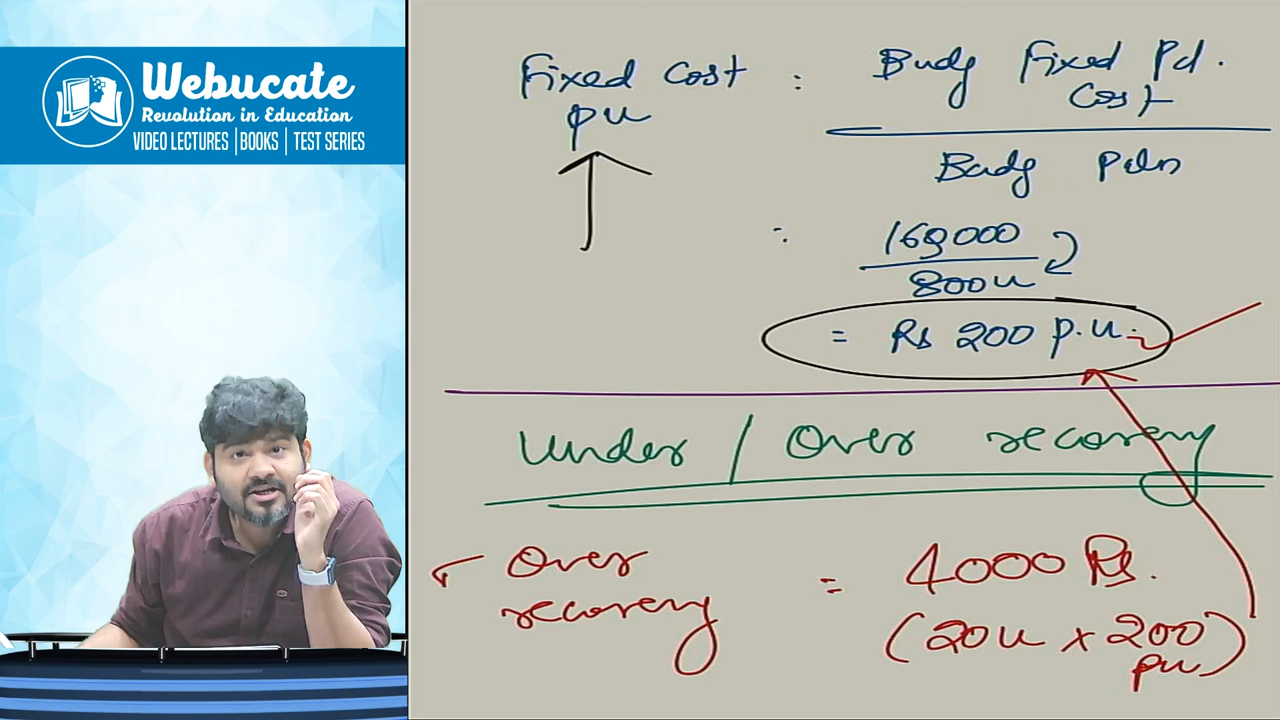 Webucate
Revolution in Education
VIDEO LECTURES | BOOKS | TEST SERIES
Fixed Cost pu : Budg Fixed Pd. Cost
Budg Pdn
: 160000
800u
= Rs 200 p.u.
Under / Over recovery
Over recovery = 4000 Rs.
(20u x 200 pu)